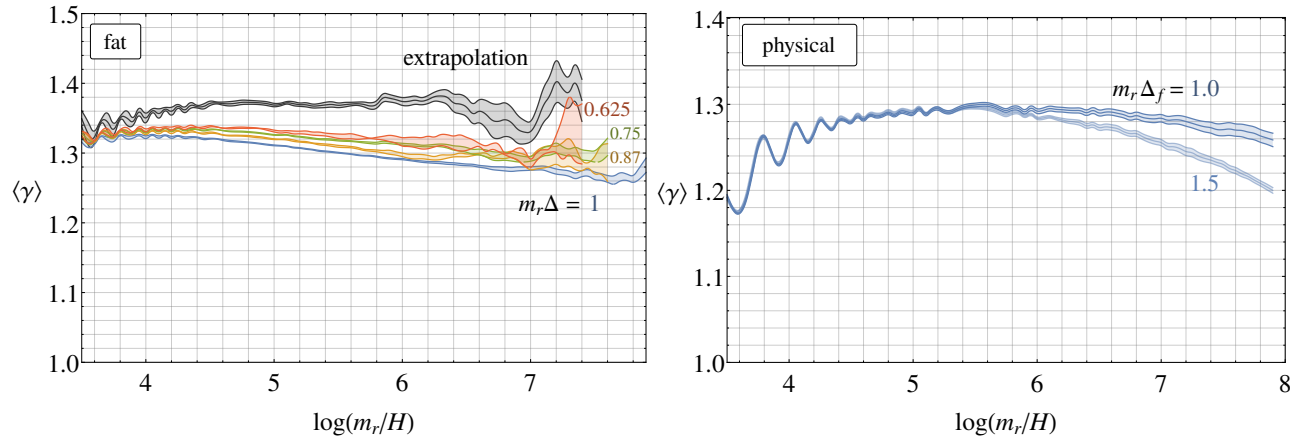 fat
extrapolation
0.625
0.75
0.87
m_rΔ = 1
⟨γ⟩
1.5
1.4
1.3
1.2
1.1
1.0
4 5 6 7
log(m_r/H)
physical
m_rΔ_f = 1.0
1.5
⟨γ⟩
1.4
1.3
1.2
1.1
1.0
4 5 6 7 8
log(m_r/H)